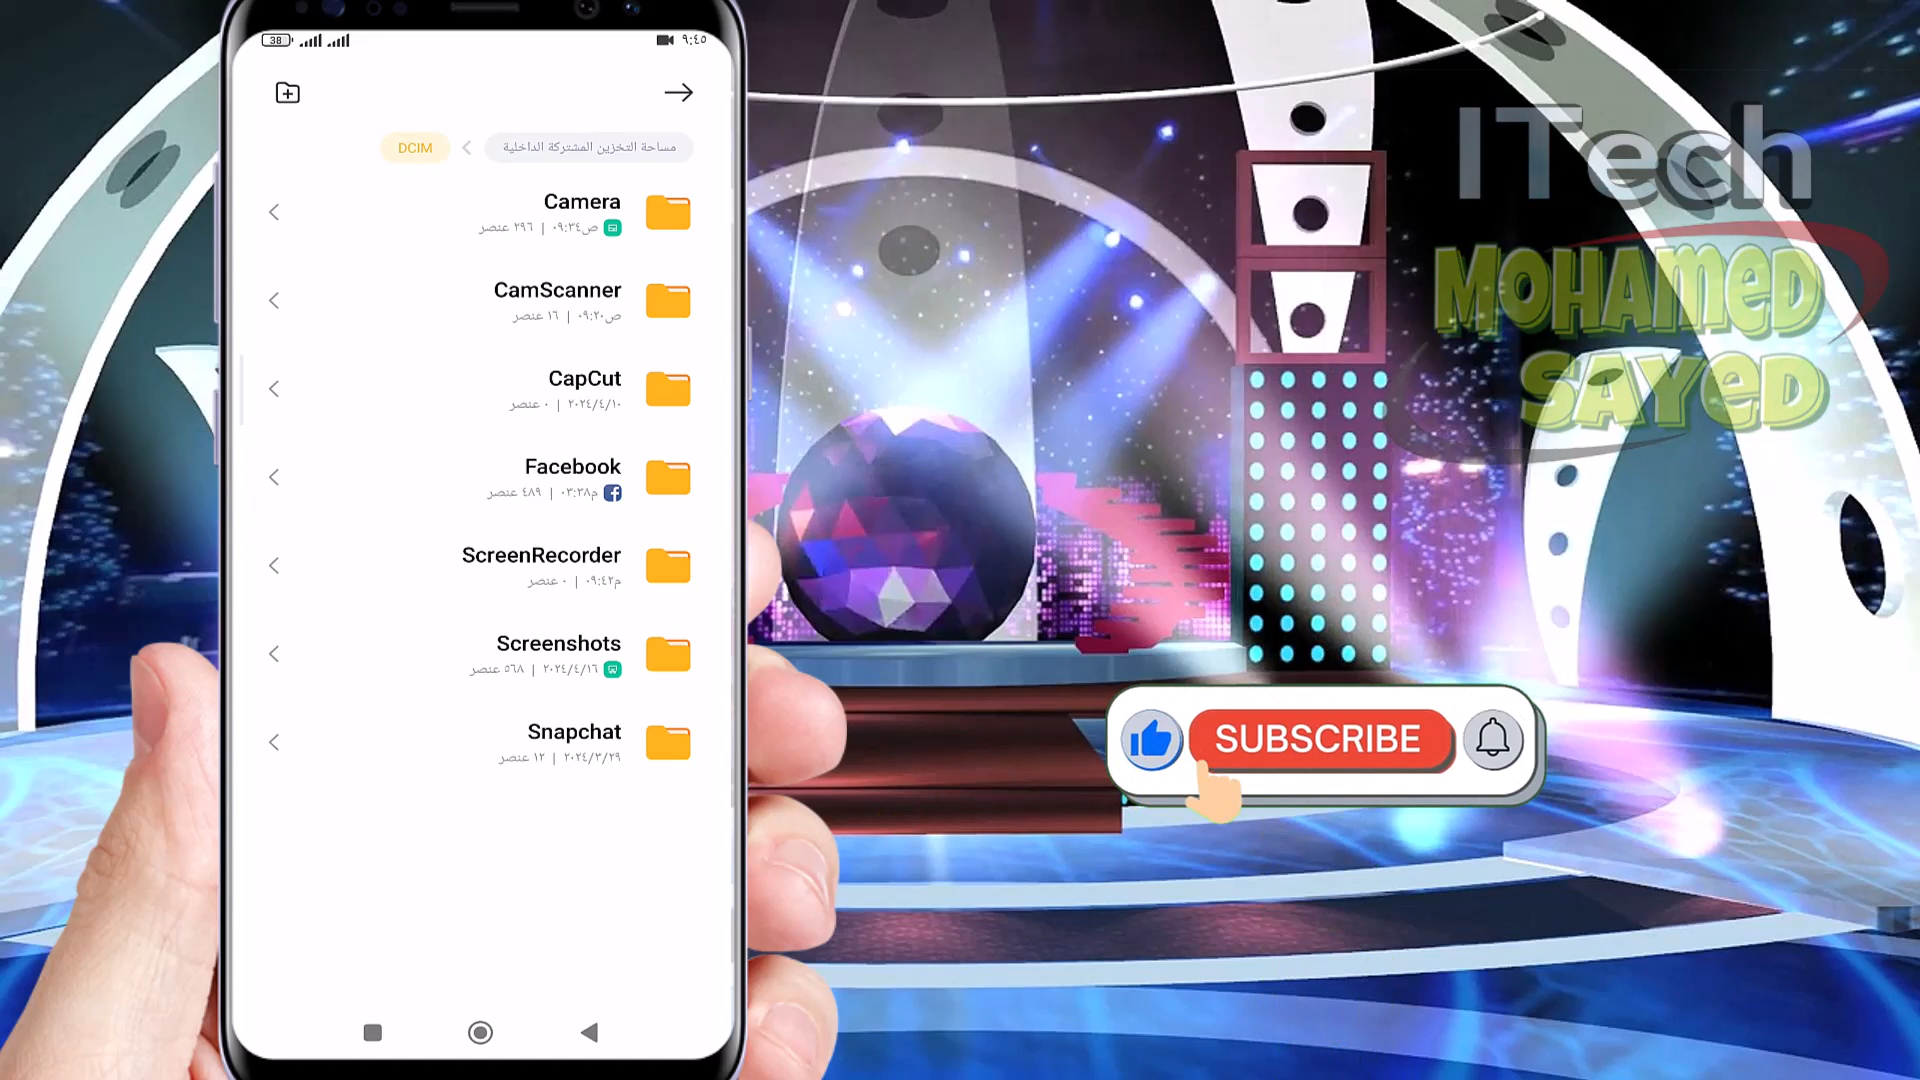 38
٩:٤٥
مساحة التخزين المشتركة الداخلية
DCIM
Camera
٠٩:٣٤ص | ٢٩٦ عنصر
CamScanner
٠٩:٢٠ص | ١٦ عنصر
CapCut
٢٠٢٤/٤/١٠ | ٠ عنصر
Facebook
٠٣:٣٨م | ٤٨٩ عنصر
ScreenRecorder
٠٩:٤٢م | ٠ عنصر
Screenshots
٢٠٢٤/٤/١٦ | ٥٦٨ عنصر
Snapchat
٢٠٢٤/٣/٢٩ | ١٢ عنصر
ITech
MOHAMED
SAYED
SUBSCRIBE